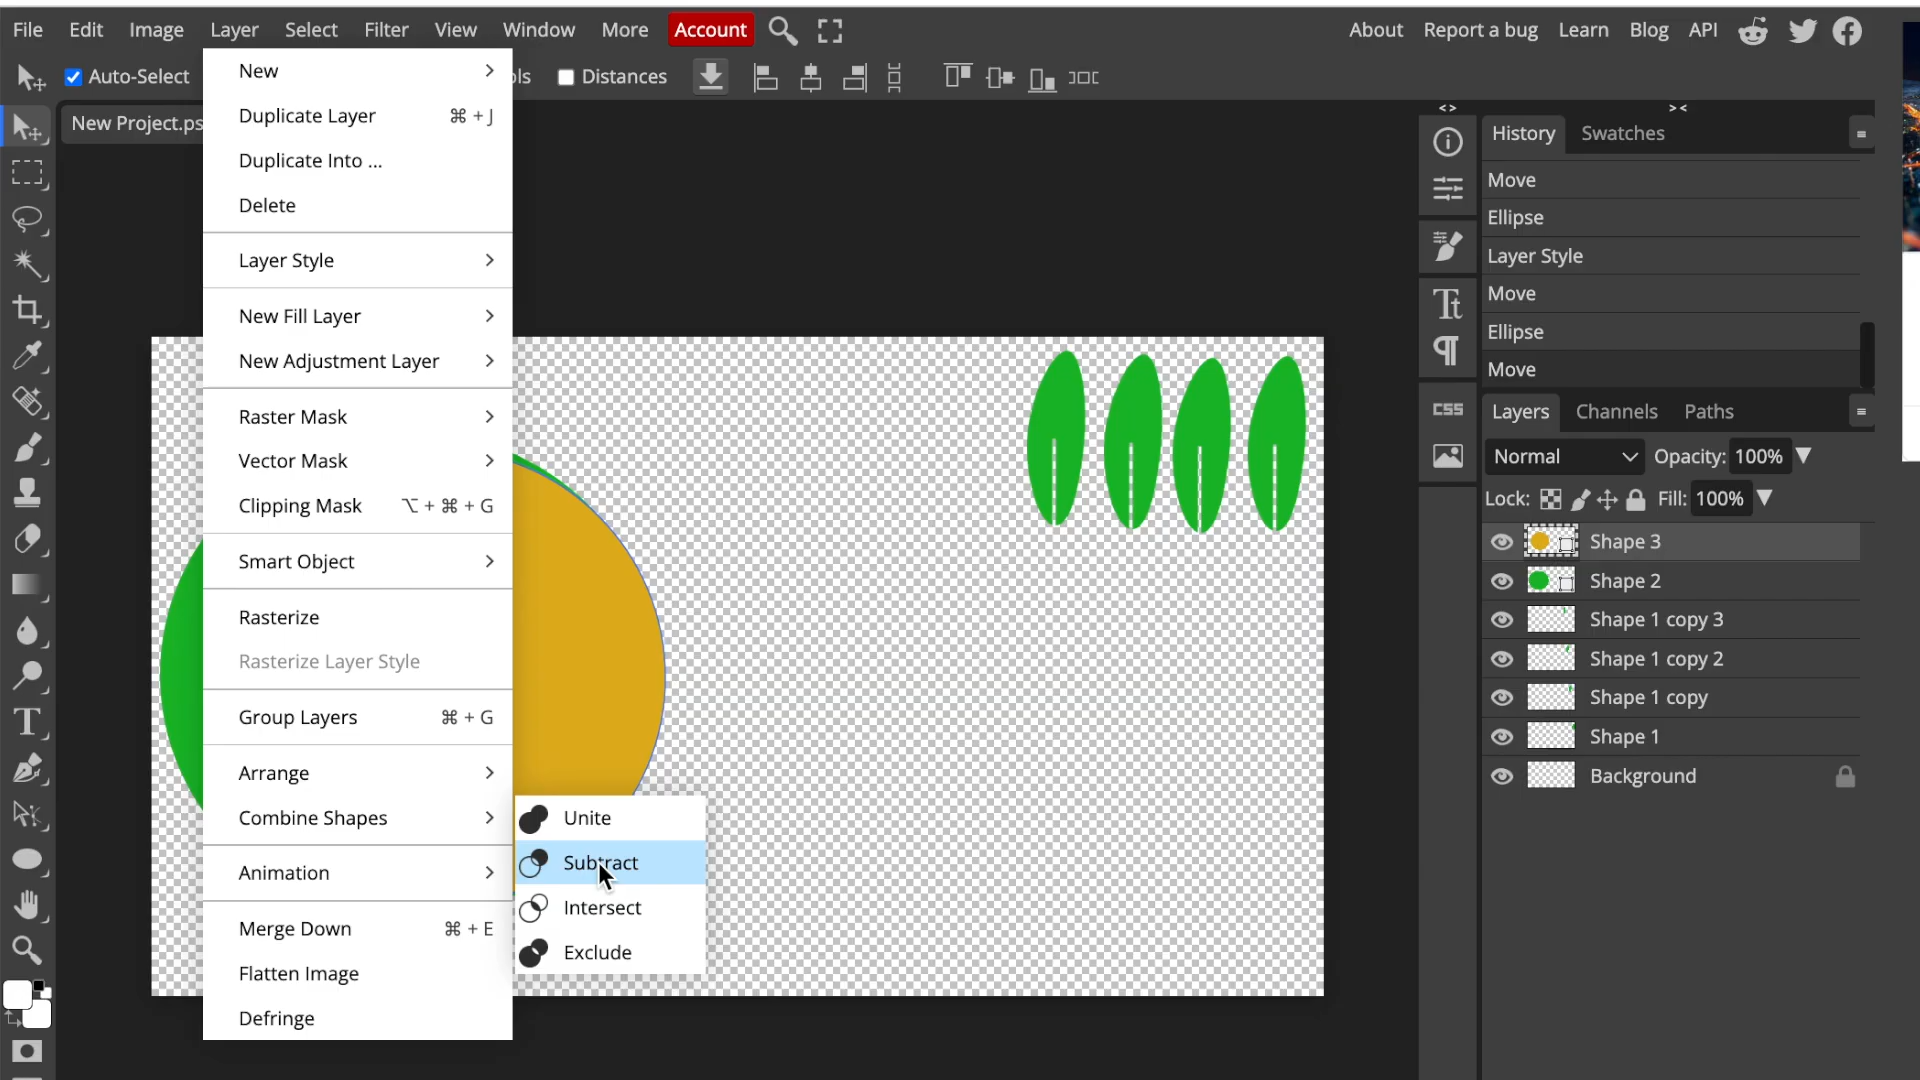 File Edit Image Layer Select Filter View Window More Account About Report a bug Learn Blog API
Auto-Select ols Distances
New Project.ps
New
Duplicate Layer ⌘ + J
Duplicate Into ...
Delete
Layer Style
New Fill Layer
New Adjustment Layer
Raster Mask
Vector Mask
Clipping Mask ⌥ + ⌘ + G
Smart Object
Rasterize
Rasterize Layer Style
Group Layers ⌘ + G
Arrange
Combine Shapes
Animation
Merge Down ⌘ + E
Flatten Image
Defringe
Unite
Subtract
Intersect
Exclude
<> ><
History Swatches
Move
Ellipse
Layer Style
Move
Ellipse
Move
CSS
Layers Channels Paths
Normal Opacity: 100%
Lock: Fill: 100%
Shape 3
Shape 2
Shape 1 copy 3
Shape 1 copy 2
Shape 1 copy
Shape 1
Background